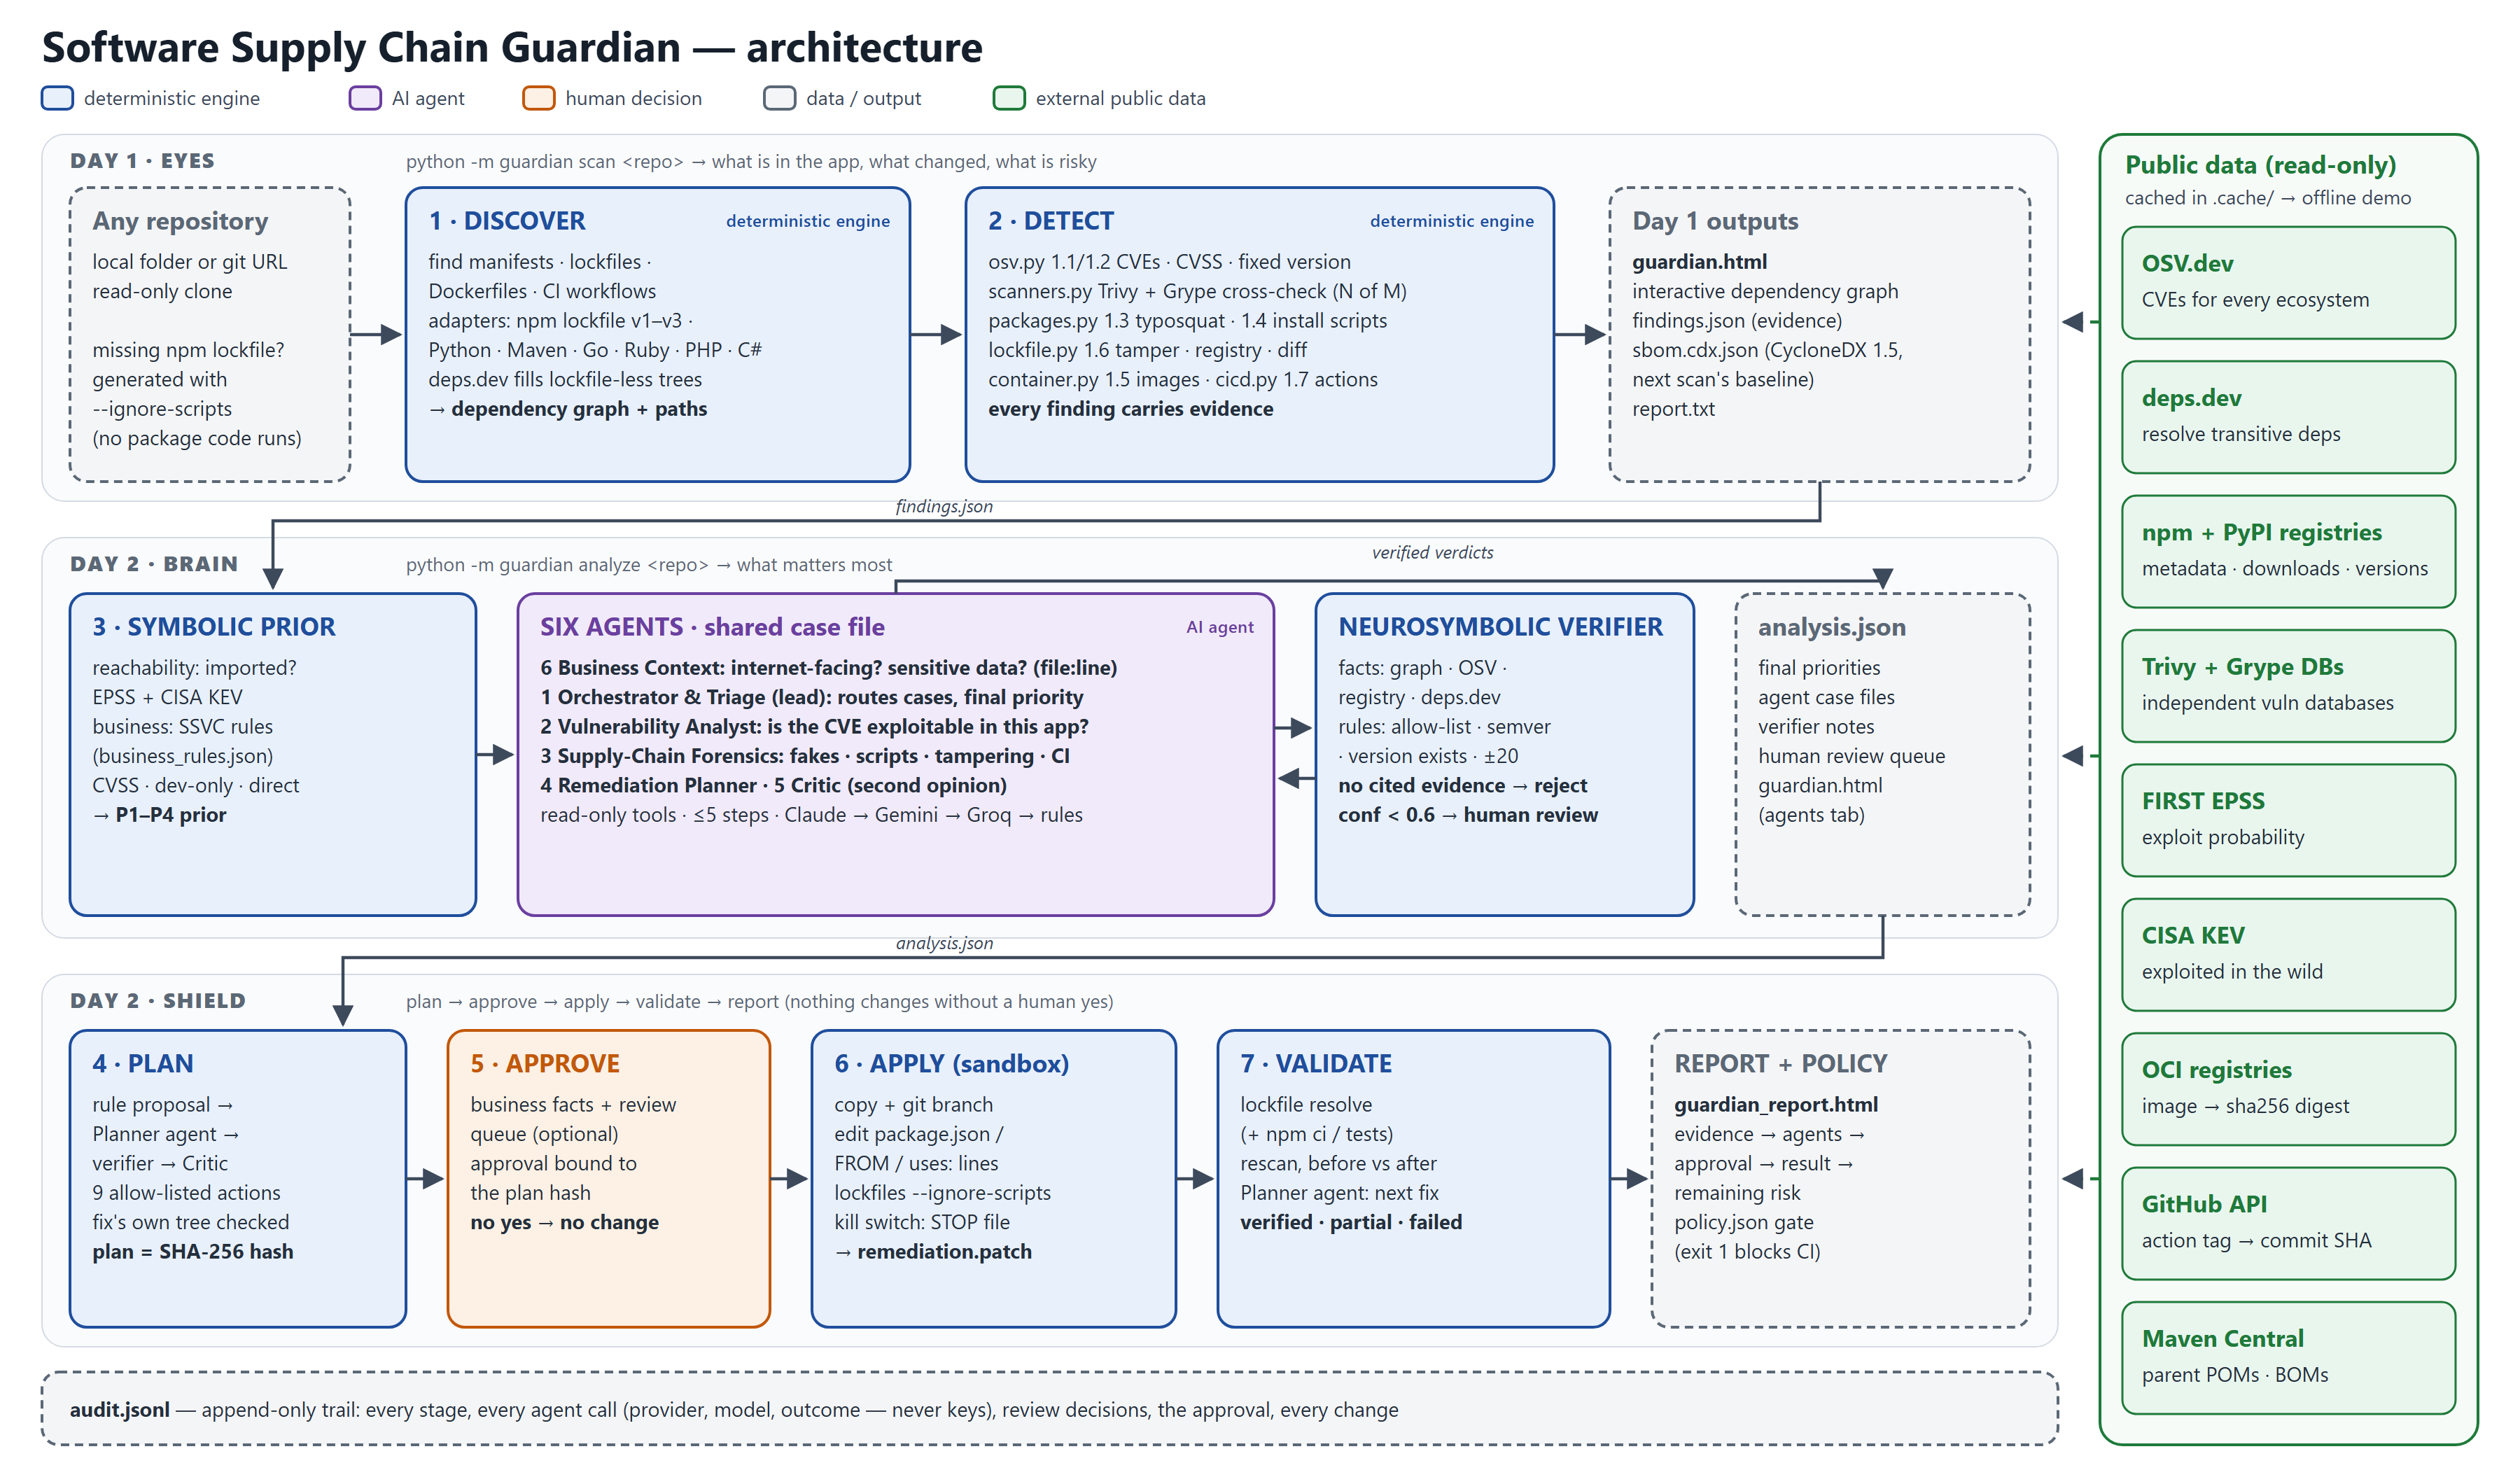 Software Supply Chain Guardian — architecture
deterministic engine
AI agent
human decision
data / output
external public data
DAY 1 · EYES
python -m guardian scan <repo> → what is in the app, what changed, what is risky
Any repository
local folder or git URL
read-only clone
missing npm lockfile?
generated with
--ignore-scripts
(no package code runs)
1 · DISCOVER
deterministic engine
find manifests · lockfiles ·
Dockerfiles · CI workflows
adapters: npm lockfile v1–v3 ·
Python · Maven · Go · Ruby · PHP · C#
deps.dev fills lockfile-less trees
→ dependency graph + paths
2 · DETECT
deterministic engine
osv.py 1.1/1.2 CVEs · CVSS · fixed version
scanners.py Trivy + Grype cross-check (N of M)
packages.py 1.3 typosquat · 1.4 install scripts
lockfile.py 1.6 tamper · registry · diff
container.py 1.5 images · cicd.py 1.7 actions
every finding carries evidence
Day 1 outputs
guardian.html
interactive dependency graph
findings.json (evidence)
sbom.cdx.json (CycloneDX 1.5,
next scan's baseline)
report.txt
findings.json
DAY 2 · BRAIN
python -m guardian analyze <repo> → what matters most
verified verdicts
3 · SYMBOLIC PRIOR
reachability: imported?
EPSS + CISA KEV
business: SSVC rules
(business_rules.json)
CVSS · dev-only · direct
→ P1–P4 prior
SIX AGENTS · shared case file
AI agent
6 Business Context: internet-facing? sensitive data? (file:line)
1 Orchestrator & Triage (lead): routes cases, final priority
2 Vulnerability Analyst: is the CVE exploitable in this app?
3 Supply-Chain Forensics: fakes · scripts · tampering · CI
4 Remediation Planner · 5 Critic (second opinion)
read-only tools · ≤5 steps · Claude → Gemini → Groq → rules
NEUROSYMBOLIC VERIFIER
facts: graph · OSV ·
registry · deps.dev
rules: allow-list · semver
· version exists · ±20
no cited evidence → reject
conf < 0.6 → human review
analysis.json
final priorities
agent case files
verifier notes
human review queue
guardian.html
(agents tab)
analysis.json
DAY 2 · SHIELD
plan → approve → apply → validate → report (nothing changes without a human yes)
4 · PLAN
rule proposal →
Planner agent →
verifier → Critic
9 allow-listed actions
fix's own tree checked
plan = SHA-256 hash
5 · APPROVE
business facts + review
queue (optional)
approval bound to
the plan hash
no yes → no change
6 · APPLY (sandbox)
copy + git branch
edit package.json /
FROM / uses: lines
lockfiles --ignore-scripts
kill switch: STOP file
→ remediation.patch
7 · VALIDATE
lockfile resolve
(+ npm ci / tests)
rescan, before vs after
Planner agent: next fix
verified · partial · failed
REPORT + POLICY
guardian_report.html
evidence → agents →
approval → result →
remaining risk
policy.json gate
(exit 1 blocks CI)
audit.jsonl — append-only trail: every stage, every agent call (provider, model, outcome — never keys), review decisions, the approval, every change
Public data (read-only)
cached in .cache/ → offline demo
OSV.dev
CVEs for every ecosystem
deps.dev
resolve transitive deps
npm + PyPI registries
metadata · downloads · versions
Trivy + Grype DBs
independent vuln databases
FIRST EPSS
exploit probability
CISA KEV
exploited in the wild
OCI registries
image → sha256 digest
GitHub API
action tag → commit SHA
Maven Central
parent POMs · BOMs